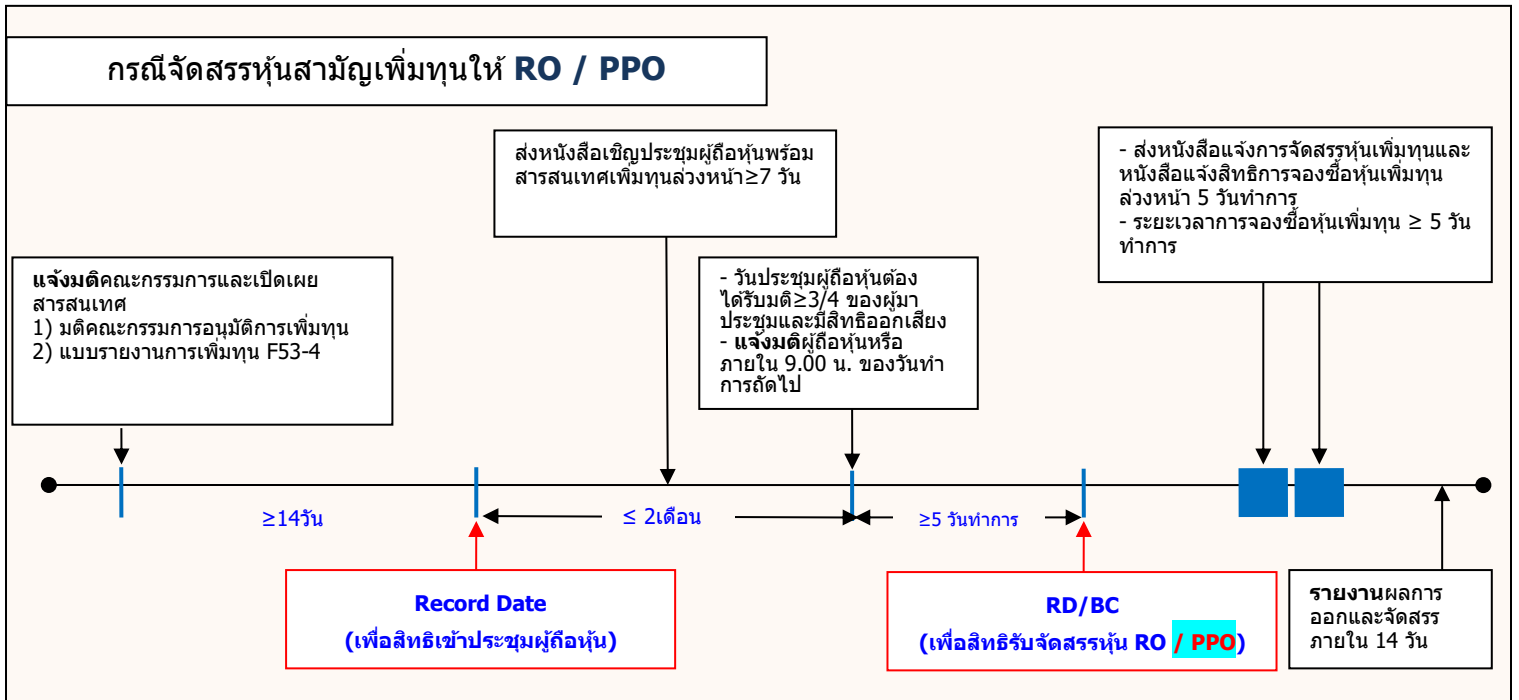 กรณีจัดสรรหุ้นสามัญเพิ่มทุนให้ RO / PPO
ส่งหนังสือเชิญประชุมผู้ถือหุ้นพร้อม
สารสนเทศเพิ่มทุนล่วงหน้า≥7 วัน
- ส่งหนังสือแจ้งการจัดสรรหุ้นเพิ่มทุนและ
หนังสือแจ้งสิทธิการจองซื้อหุ้นเพิ่มทุน
ล่วงหน้า 5 วันทำการ
- ระยะเวลาการจองซื้อหุ้นเพิ่มทุน ≥ 5 วัน
ทำการ
แจ้งมติคณะกรรมการและเปิดเผย
สารสนเทศ
1) มติคณะกรรมการอนุมัติการเพิ่มทุน
2) แบบรายงานการเพิ่มทุน F53-4
- วันประชุมผู้ถือหุ้นต้อง
ได้รับมติ≥3/4 ของผู้มา
ประชุมและมีสิทธิออกเสียง
- แจ้งมติผู้ถือหุ้นหรือ
ภายใน 9.00 น. ของวันทำ
การถัดไป
≥14วัน
≤ 2เดือน
≥5 วันทำการ
Record Date
(เพื่อสิทธิเข้าประชุมผู้ถือหุ้น)
RD/BC
(เพื่อสิทธิรับจัดสรรหุ้น RO / PPO)
รายงานผลการ
ออกและจัดสรร
ภายใน 14 วัน